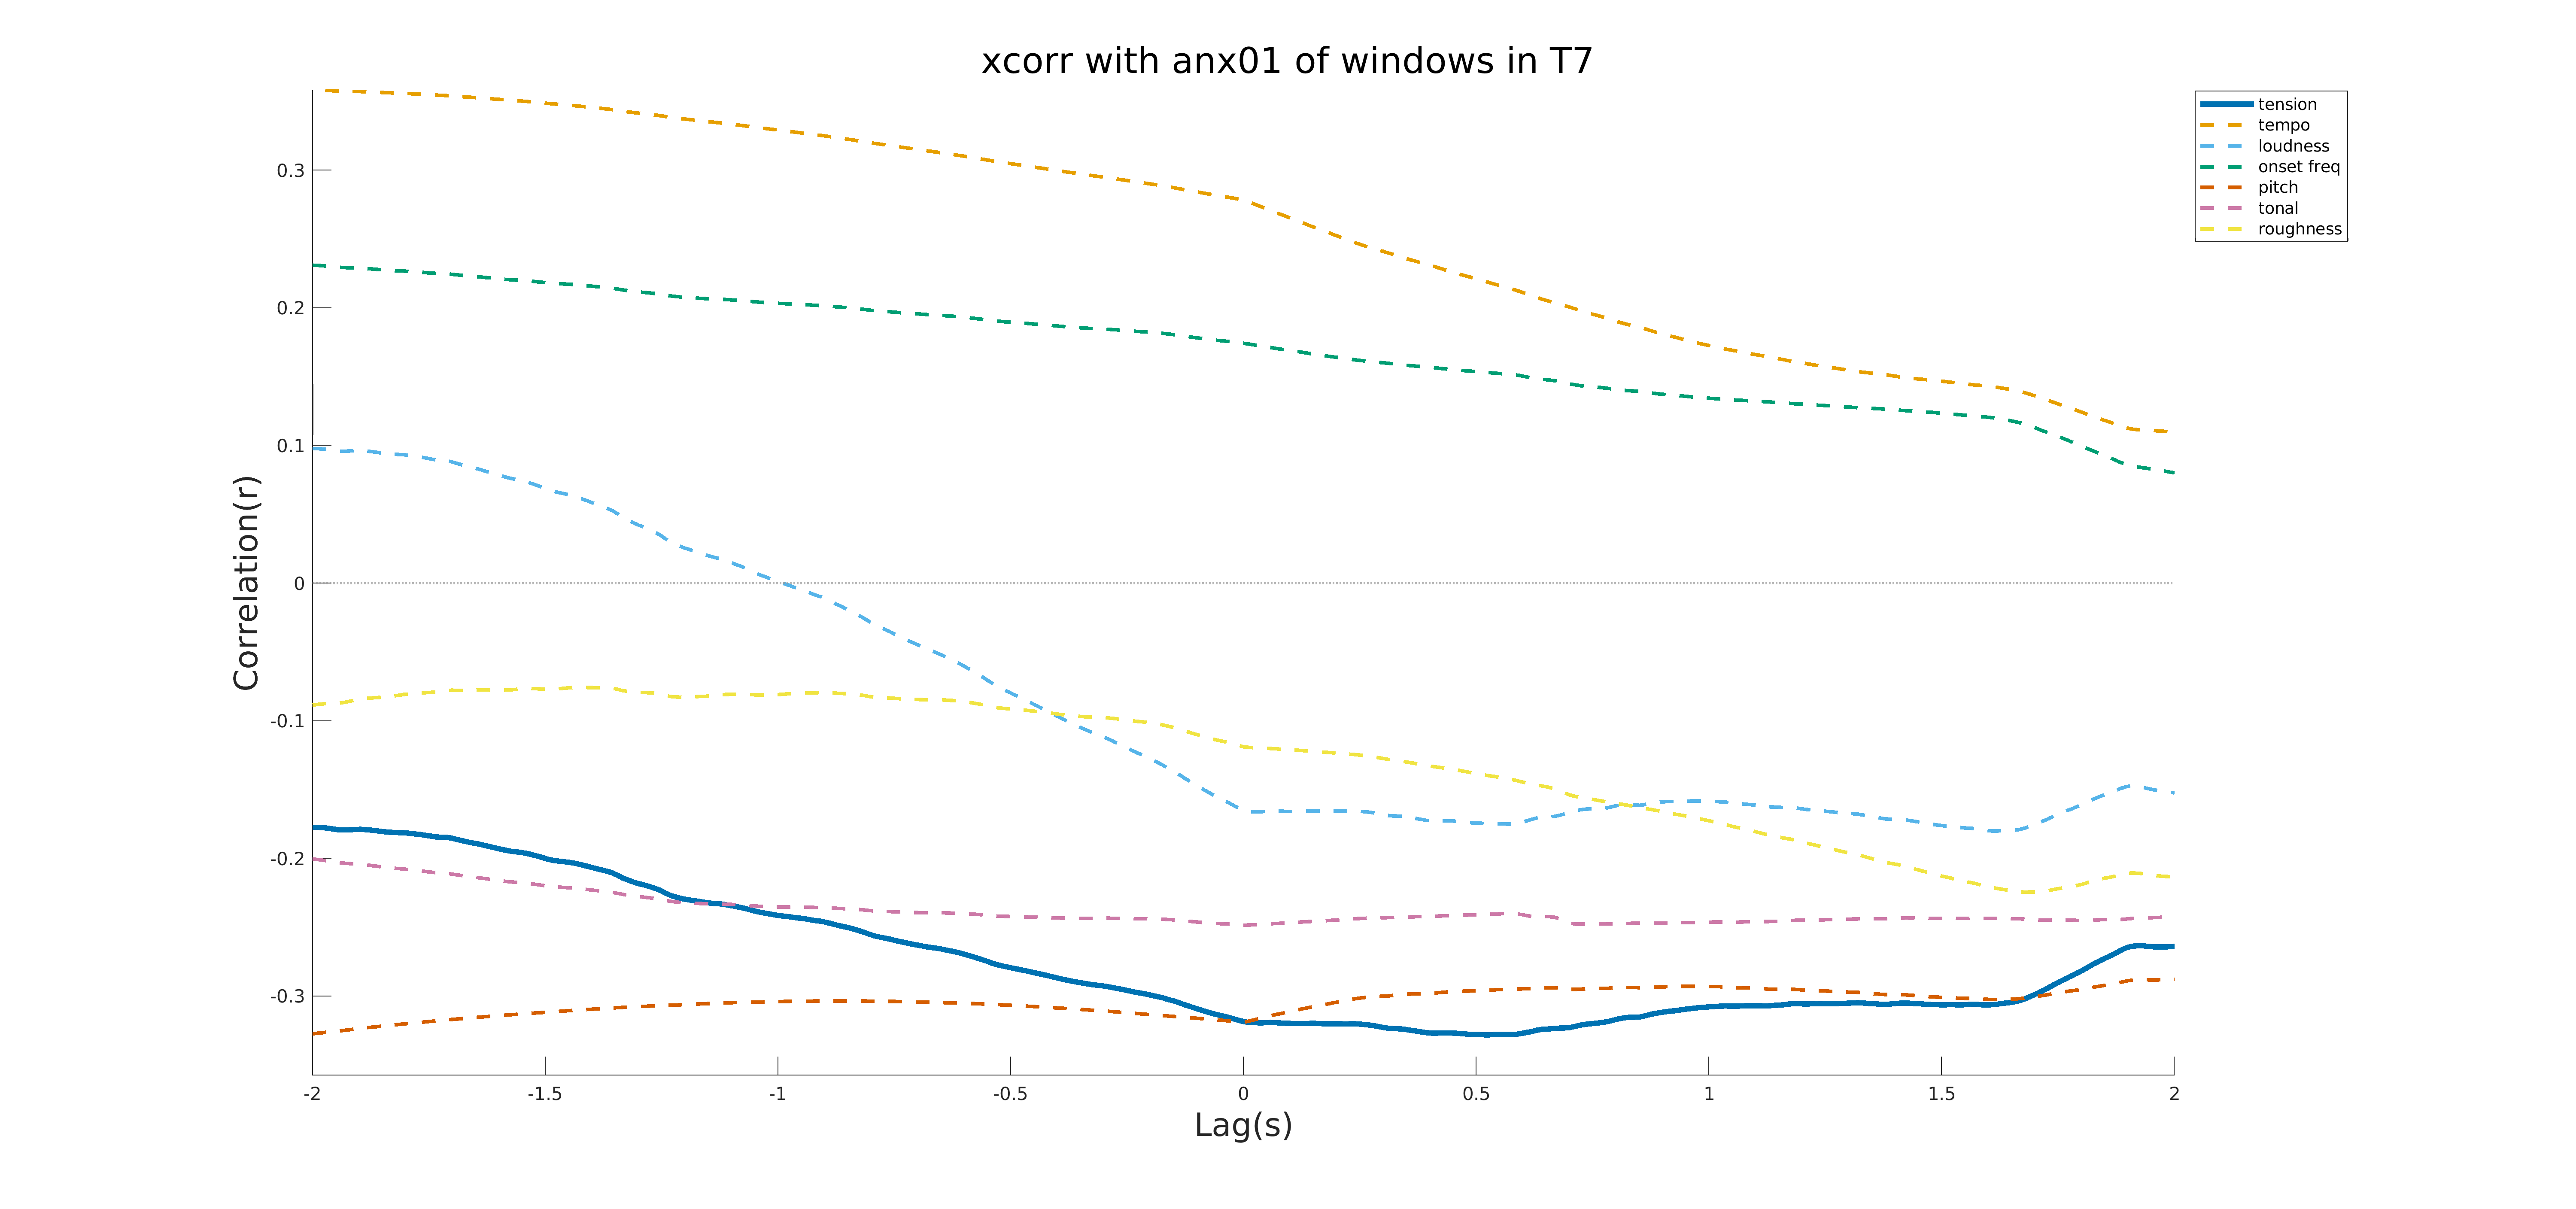 xcorr with anx01 of windows in T7
tension
tempo
loudness
onset freq
pitch
tonal
roughness
Correlation(r)
0.3
0.2
0.1
0
-0.1
-0.2
-0.3
-2
-1.5
-1
-0.5
0
0.5
1
1.5
2
Lag(s)